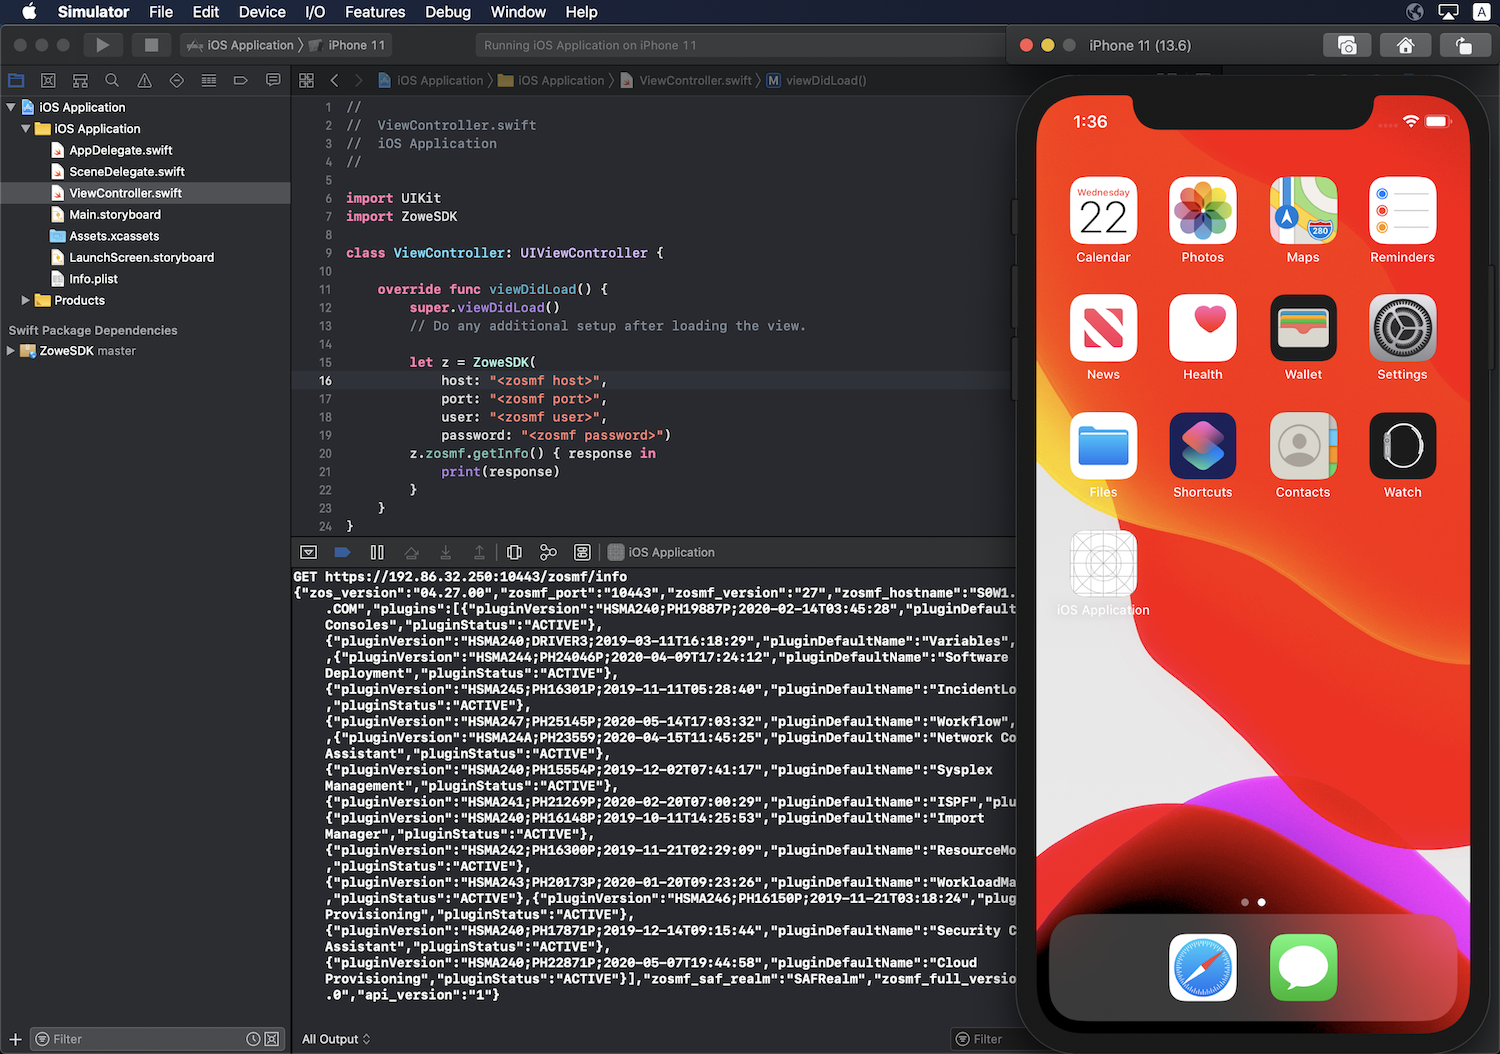 Simulator File Edit Device I/O Features Debug Window Help A
iOS Application iPhone 11
Running iOS Application on iPhone 11
iPhone 11 (13.6)
iOS Application iOS Application ViewController.swift M viewDidLoad()
iOS Application
iOS Application
AppDelegate.swift
SceneDelegate.swift
ViewController.swift
Main.storyboard
Assets.xcassets
LaunchScreen.storyboard
Info.plist
Products
Swift Package Dependencies
ZoweSDK master
Filter
1 //
2 // ViewController.swift
3 // iOS Application
4 //
5
6 import UIKit
7 import ZoweSDK
8
9 class ViewController: UIViewController {
10
11 override func viewDidLoad() {
12 super.viewDidLoad()
13 // Do any additional setup after loading the view.
14
15 let z = ZoweSDK(
16 host: "<zosmf host>",
17 port: "<zosmf port>",
18 user: "<zosmf user>",
19 password: "<zosmf password>")
20 z.zosmf.getInfo() { response in
21 print(response)
22 }
23 }
24 }
iOS Application
GET https://192.86.32.250:10443/zosmf/info
{"zos_version":"04.27.00","zosmf_port":"10443","zosmf_version":"27","zosmf_hostname":"S0W1.
.COM","plugins":[{"pluginVersion":"HSMA240;PH19887P;2020-02-14T03:45:28","pluginDefault
Consoles","pluginStatus":"ACTIVE"},
{"pluginVersion":"HSMA240;DRIVER3;2019-03-11T16:18:29","pluginDefaultName":"Variables",
,{"pluginVersion":"HSMA244;PH24046P;2020-04-09T17:24:12","pluginDefaultName":"Software
Deployment","pluginStatus":"ACTIVE"},
{"pluginVersion":"HSMA245;PH16301P;2019-11-11T05:28:40","pluginDefaultName":"IncidentLo
,"pluginStatus":"ACTIVE"},
{"pluginVersion":"HSMA247;PH25145P;2020-05-14T17:03:32","pluginDefaultName":"Workflow",
,{"pluginVersion":"HSMA24A;PH23559;2020-04-15T11:45:25","pluginDefaultName":"Network Co
Assistant","pluginStatus":"ACTIVE"},
{"pluginVersion":"HSMA240;PH15554P;2019-12-02T07:41:17","pluginDefaultName":"Sysplex
Management","pluginStatus":"ACTIVE"},
{"pluginVersion":"HSMA241;PH21269P;2020-02-20T07:00:29","pluginDefaultName":"ISPF","plu
{"pluginVersion":"HSMA240;PH16148P;2019-10-11T14:25:53","pluginDefaultName":"Import
Manager","pluginStatus":"ACTIVE"},
{"pluginVersion":"HSMA242;PH16300P;2019-11-21T02:29:09","pluginDefaultName":"ResourceMo
,"pluginStatus":"ACTIVE"},
{"pluginVersion":"HSMA243;PH20173P;2020-01-20T09:23:26","pluginDefaultName":"WorkloadMa
,"pluginStatus":"ACTIVE"},{"pluginVersion":"HSMA246;PH16150P;2019-11-21T03:18:24","plug
Provisioning","pluginStatus":"ACTIVE"},
{"pluginVersion":"HSMA240;PH17871P;2019-12-14T09:15:44","pluginDefaultName":"Security C
Assistant","pluginStatus":"ACTIVE"},
{"pluginVersion":"HSMA240;PH22871P;2020-05-07T19:44:58","pluginDefaultName":"Cloud
Provisioning","pluginStatus":"ACTIVE"}],"zosmf_saf_realm":"SAFRealm","zosmf_full_versio
.0","api_version":"1"}
All Output
Filter
1:36
Wednesday
22
280
Calendar Photos Maps Reminders
News Health Wallet Settings
Files Shortcuts Contacts Watch
iOS Application